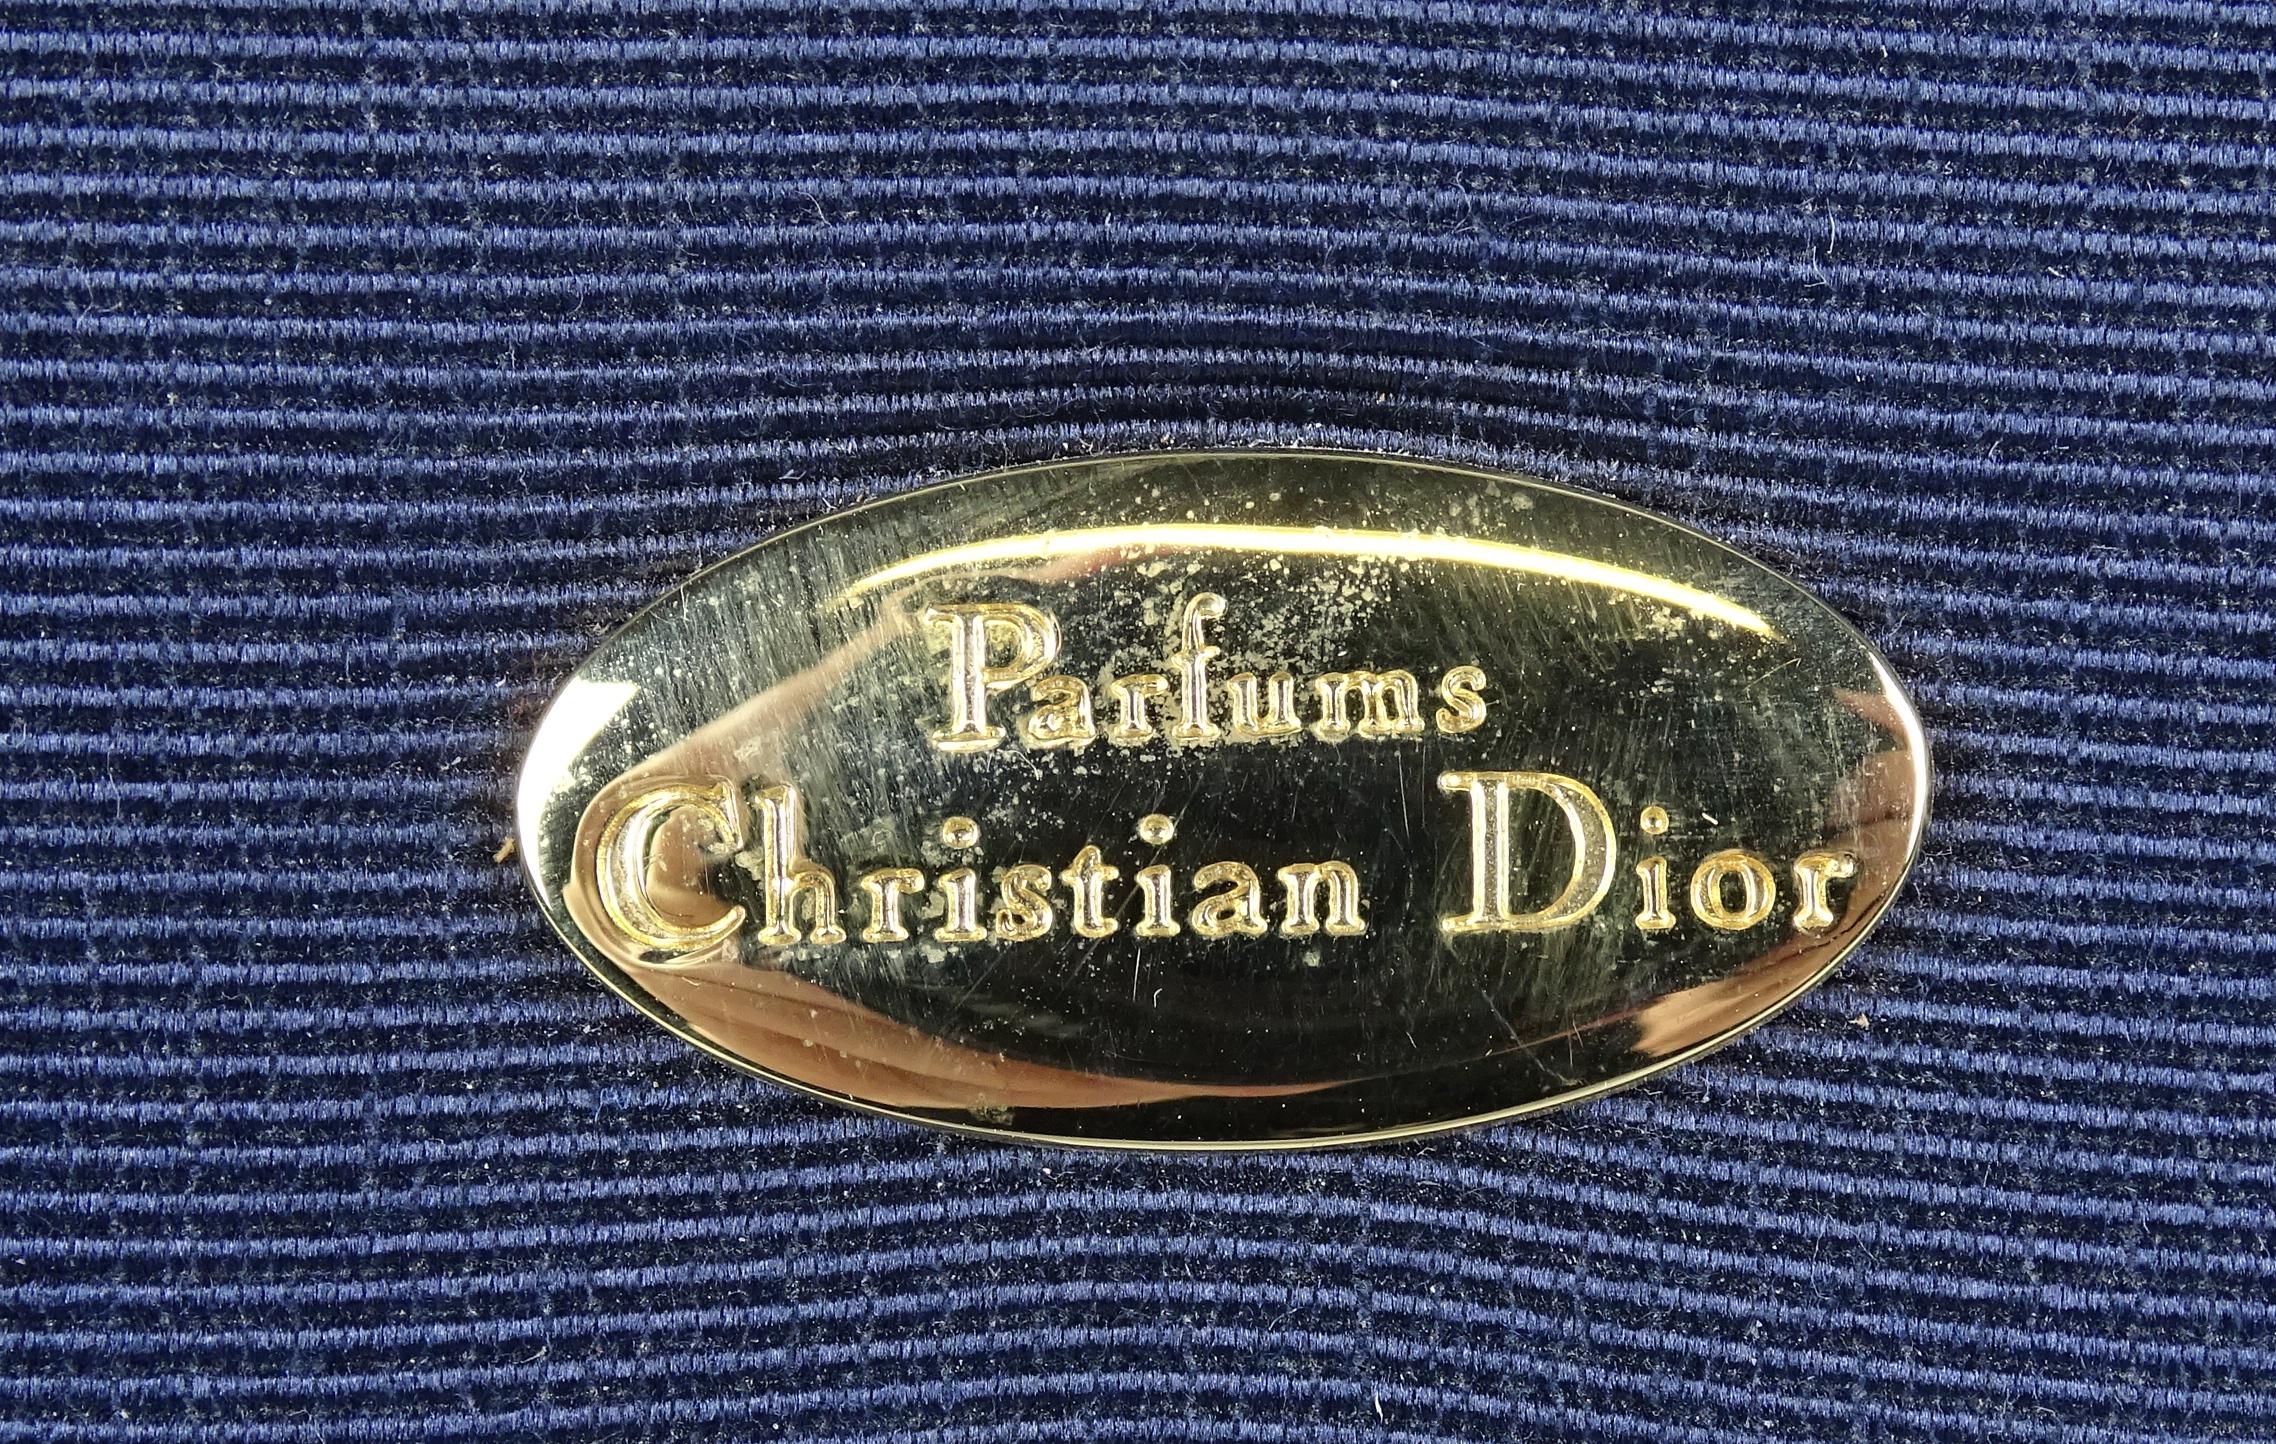 Parfums
Christian Dior